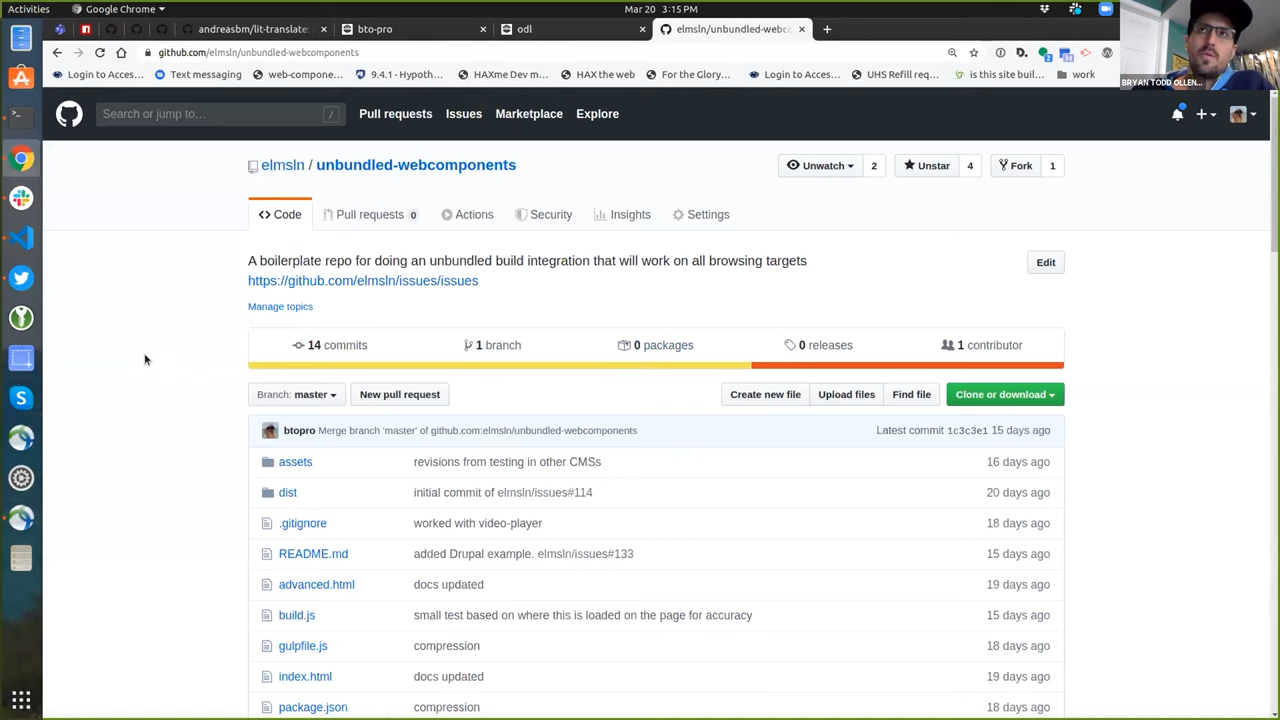 Activities
Google Chrome
Mar 20 3:15 PM
andreasbm/lit-translate:
bto-pro
odl
elmsln/unbundled-webc
github.com/elmsln/unbundled-webcomponents
Login to Acces...
Text messaging
web-compone...
9.4.1 - Hypoth...
HAXme Dev m...
HAX the web
For the Glory...
Login to Acces...
UHS Refill req...
is this site buil...
work
BRYAN TODD OLLEN...
Search or jump to...
/
Pull requests
Issues
Marketplace
Explore
elmsln / unbundled-webcomponents
Unwatch 2
Unstar 4
Fork 1
Code
Pull requests 0
Actions
Security
Insights
Settings
A boilerplate repo for doing an unbundled build integration that will work on all browsing targets
https://github.com/elmsln/issues/issues
Edit
Manage topics
14 commits
1 branch
0 packages
0 releases
1 contributor
Branch: master
New pull request
Create new file
Upload files
Find file
Clone or download
btopro Merge branch 'master' of github.com:elmsln/unbundled-webcomponents
Latest commit 1c3c3e1 15 days ago
assets revisions from testing in other CMSs 16 days ago
dist initial commit of elmsln/issues#114 20 days ago
.gitignore worked with video-player 18 days ago
README.md added Drupal example. elmsln/issues#133 15 days ago
advanced.html docs updated 19 days ago
build.js small test based on where this is loaded on the page for accuracy 15 days ago
gulpfile.js compression 18 days ago
index.html docs updated 19 days ago
package.json compression 18 days ago